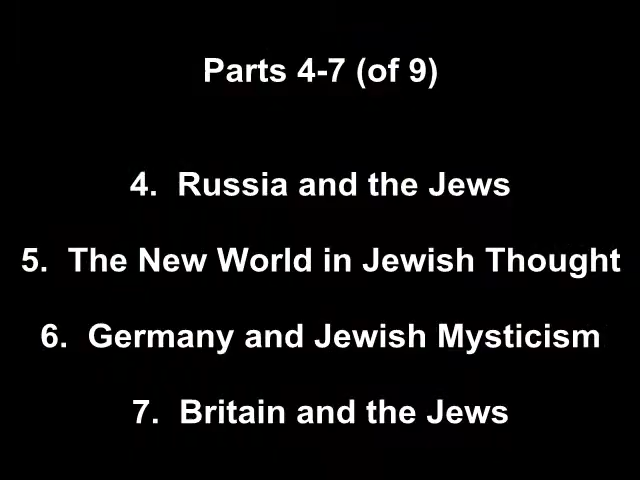 Parts 4-7 (of 9)
4. Russia and the Jews
5. The New World in Jewish Thought
6. Germany and Jewish Mysticism
7. Britain and the Jews